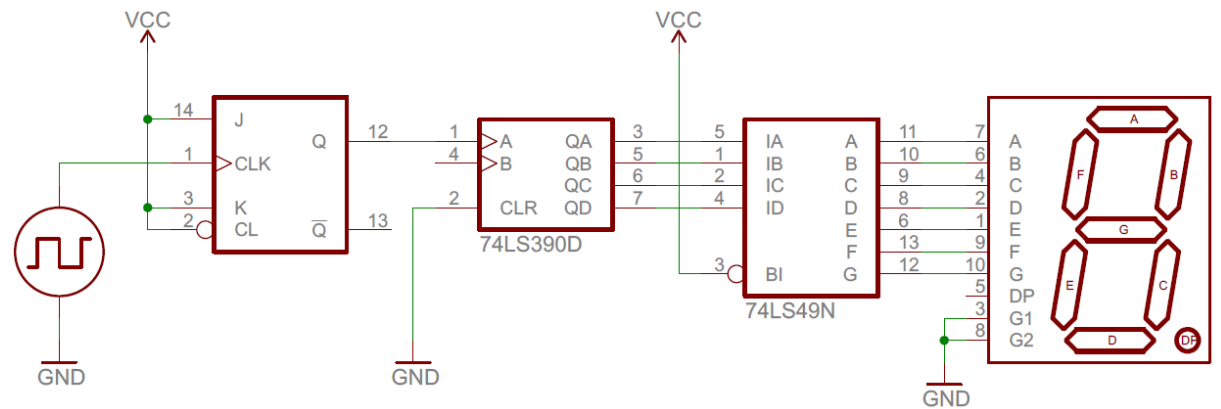 VCC
VCC
14 J
Q 12
1 CLK
3 K
2 CL
Q 13
GND
1 A QA 3
4 B QB 5
QC 6
2 CLR QD 7
74LS390D
GND
5 IA A 11
1 IB B 10
2 IC C 9
4 ID D 8
E 6
F 13
3 BI G 12
74LS49N
7 A
6 B
4 C
2 D
1 E
9 F
10 G
5 DP
3 G1
8 G2
GND
A
F B
G
E C
D DP